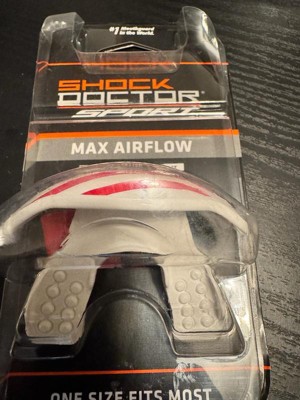 #1 Mouthguard
in the World.
SHOCK
DOCTOR
SPORT
MAX AIRFLOW
ONE SIZE FITS MOST